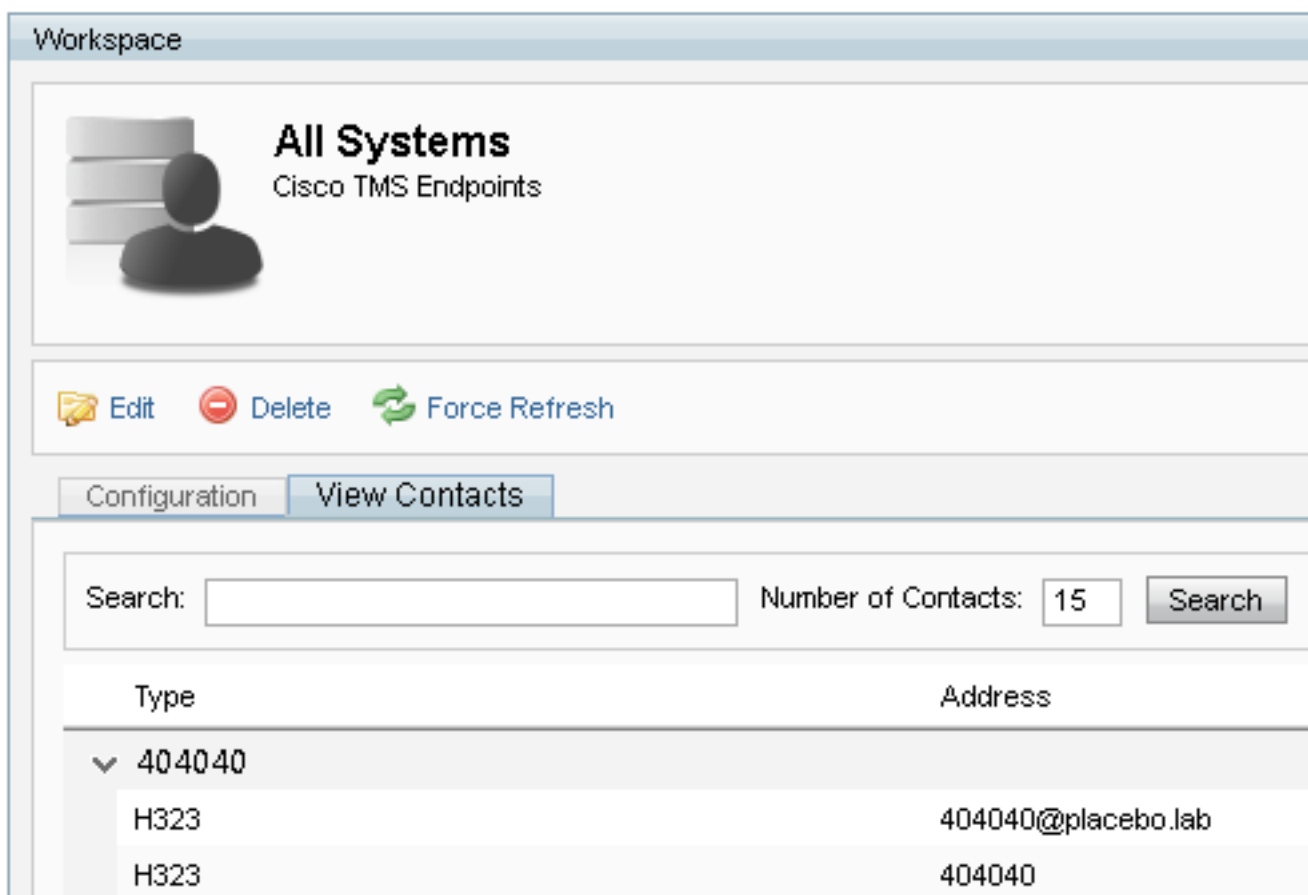 Workspace
All Systems
Cisco TMS Endpoints
Edit Delete Force Refresh
Configuration View Contacts
Search: Number of Contacts: 15 Search
Type Address
404040
H323 404040@placebo.lab
H323 404040